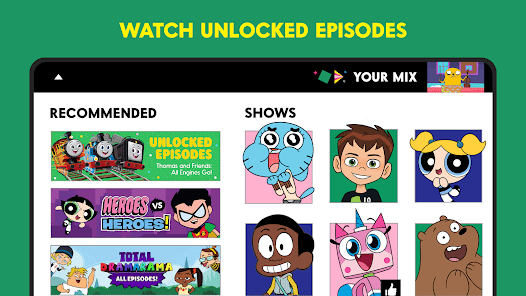 WATCH UNLOCKED EPISODES
YOUR MIX
RECOMMENDED
SHOWS
UNLOCKED
EPISODES
Thomas and Friends:
All Engines Go!
HEROES VS
HEROES!
TOTAL
DRAMARAMA
ALL EPISODES!
10